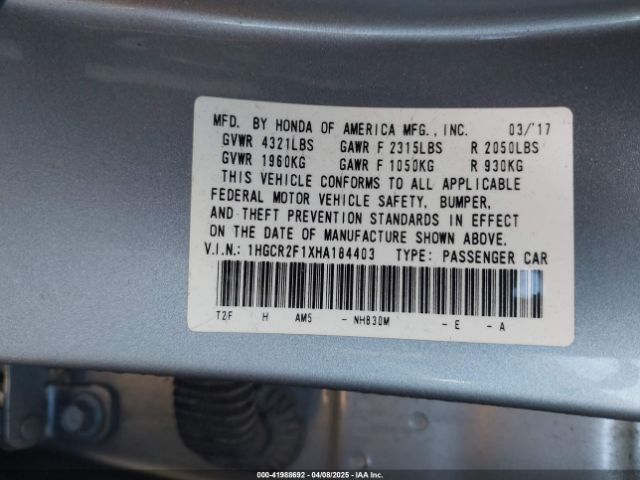 MFD. BY HONDA OF AMERICA MFG., INC. 03/'17
GVWR 4321LBS GAWR F 2315LBS R 2050LBS
GVWR 1960KG GAWR F 1050KG R 930KG
THIS VEHICLE CONFORMS TO ALL APPLICABLE
FEDERAL MOTOR VEHICLE SAFETY, BUMPER,
AND THEFT PREVENTION STANDARDS IN EFFECT
ON THE DATE OF MANUFACTURE SHOWN ABOVE.
V.I.N.: 1HGCR2F1XHA184403 TYPE: PASSENGER CAR
T2F H AM5 - NH830M - E - A
000-41988692 - 04/08/2025 - IAAI.COM